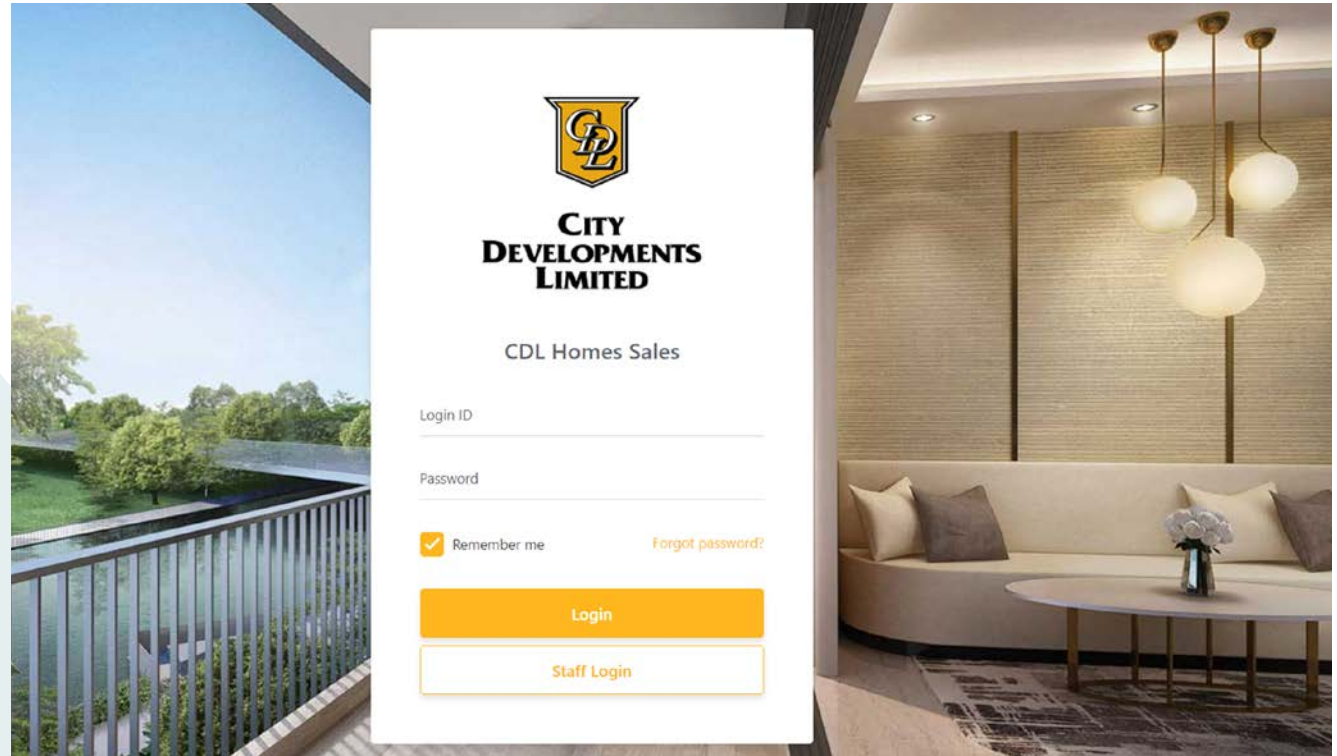 CDL
CITY
DEVELOPMENTS
LIMITED
CDL Homes Sales
Login ID
Password
Remember me
Forgot password?
Login
Staff Login